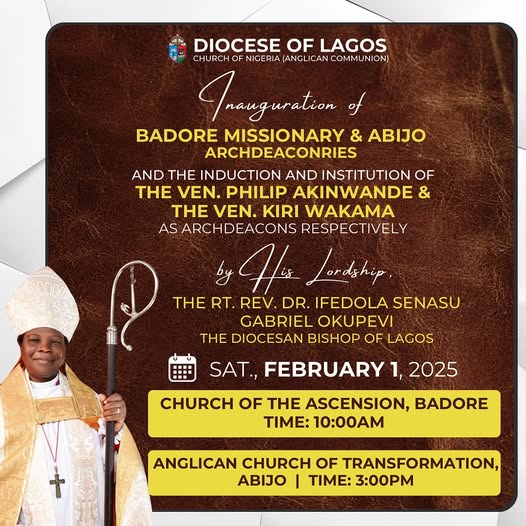 DIOCESE OF LAGOS
CHURCH OF NIGERIA (ANGLICAN COMMUNION)
Inauguration of
BADORE MISSIONARY & ABIJO
ARCHDEACONRIES
AND THE INDUCTION AND INSTITUTION OF
THE VEN. PHILIP AKINWANDE &
THE VEN. KIRI WAKAMA
AS ARCHDEACONS RESPECTIVELY
by His Lordship,
THE RT. REV. DR. IFEDOLA SENASU
GABRIEL OKUPEVI
THE DIOCESAN BISHOP OF LAGOS
SAT., FEBRUARY 1, 2025
CHURCH OF THE ASCENSION, BADORE
TIME: 10:00AM
ANGLICAN CHURCH OF TRANSFORMATION,
ABIJO | TIME: 3:00PM